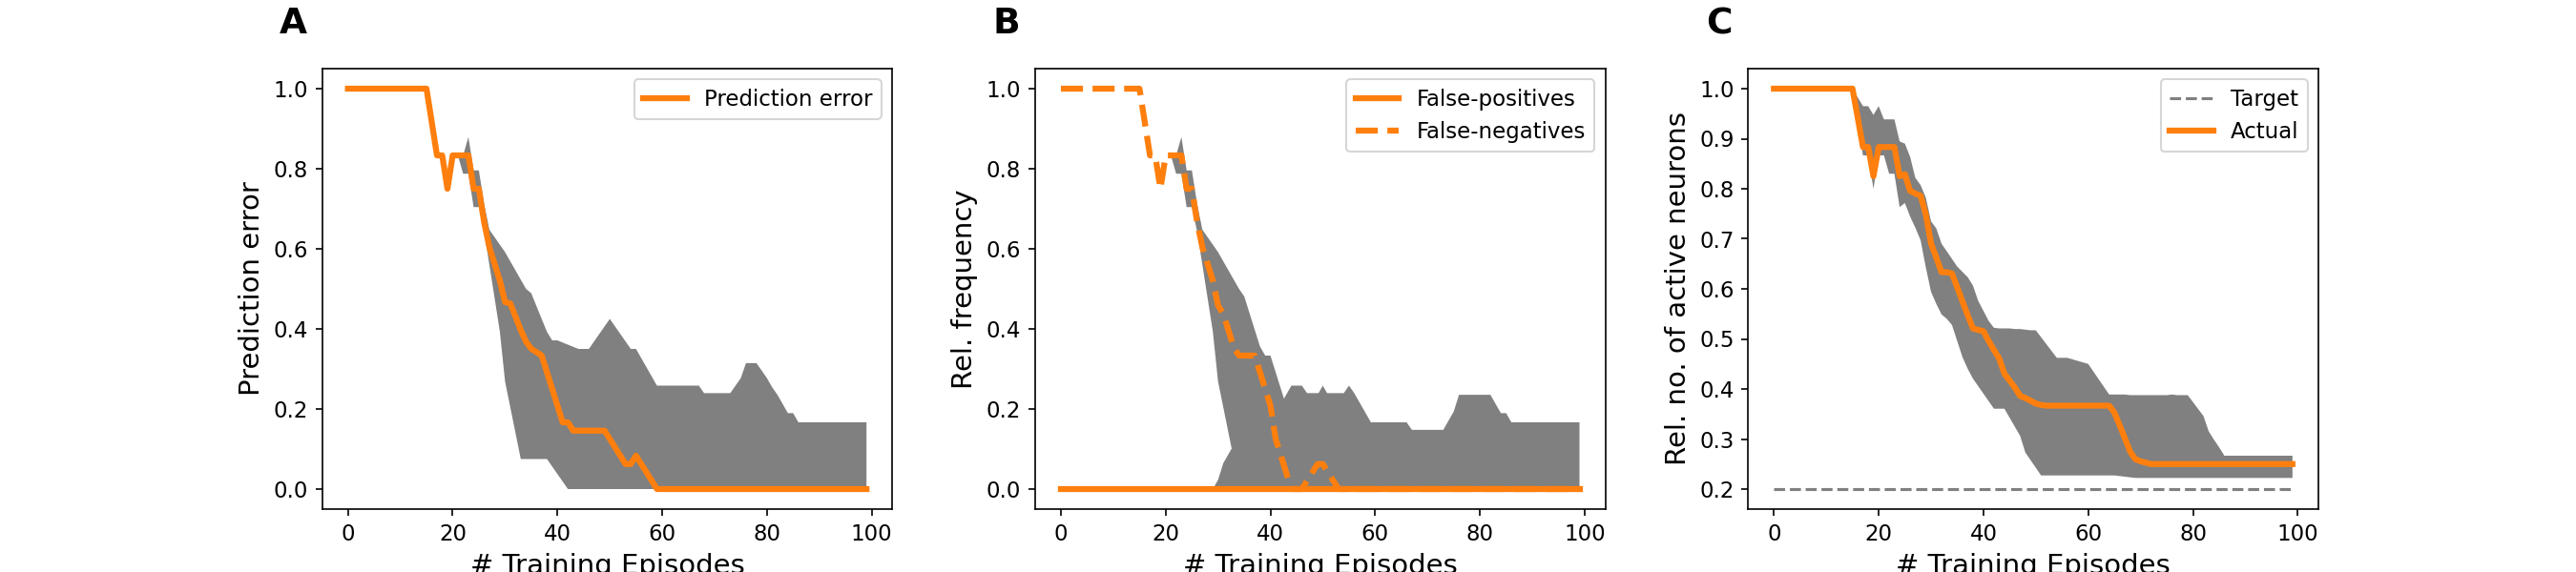 A
Prediction error
1.0
0.8
0.6
0.4
0.2
0.0
Prediction error
0
20
40
60
80
100
# Training Episodes
B
False-positives
False-negatives
1.0
0.8
0.6
0.4
0.2
0.0
Rel. frequency
0
20
40
60
80
100
# Training Episodes
C
Target
Actual
1.0
0.9
0.8
0.7
0.6
0.5
0.4
0.3
0.2
Rel. no. of active neurons
0
20
40
60
80
100
# Training Episodes